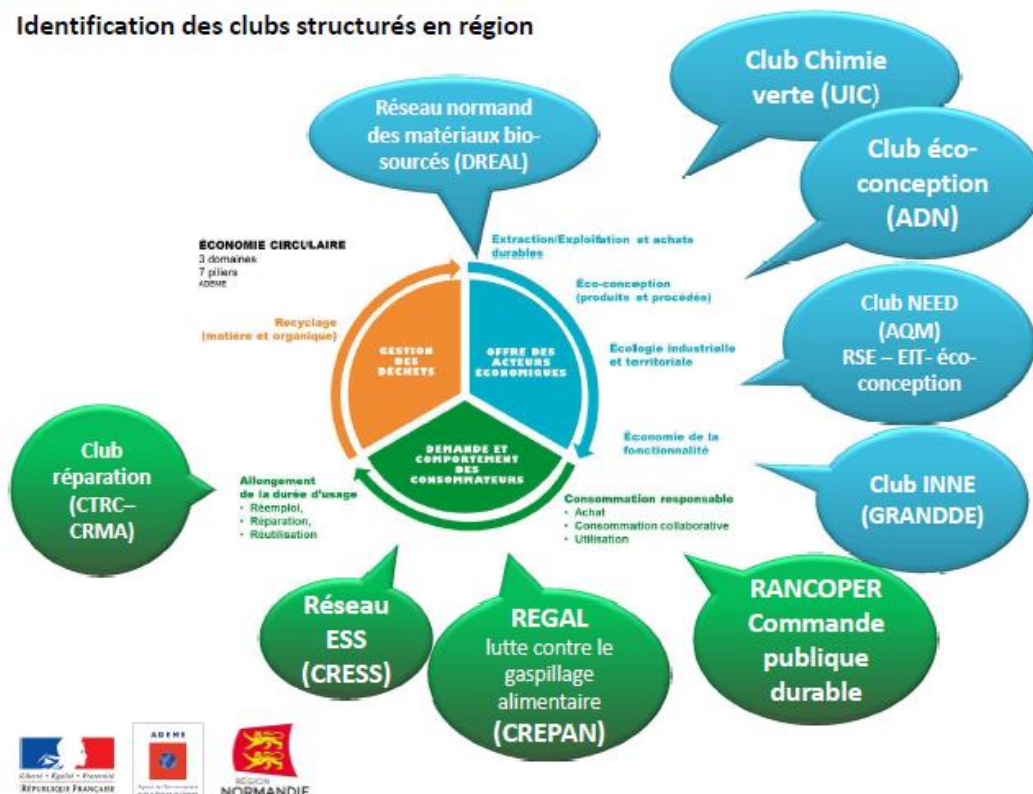 Identification des clubs structurés en région
Club Chimie
verte (UIC)
Réseau normand
des matériaux bio-
sourcés (DREAL)
Club éco-
conception
(ADN)
ÉCONOMIE CIRCULAIRE
3 domaines
7 piliers
ADEME
Extraction/Exploitation et achats
durables
Éco-conception
(produits et procédés)
Recyclage
(matière et organique)
Écologie industrielle
et territoriale
GESTION
DES
DÉCHETS
OFFRE DES
ACTEURS
ÉCONOMIQUES
Club NEED
(AQM)
RSE – EIT- éco-
conception
Économie de la
fonctionnalité
DEMANDE ET
COMPORTEMENT
DES
CONSOMMATEURS
Club
réparation
(CTRC–
CRMA)
Allongement
de la durée d'usage
• Réemploi,
• Réparation,
• Réutilisation
Consommation responsable
• Achat
• Consommation collaborative
• Utilisation
Club INNE
(GRANDDE)
Réseau
ESS
(CRESS)
REGAL
lutte contre le
gaspillage
alimentaire
(CREPAN)
RANCOPER
Commande
publique
durable
Liberté • Égalité • Fraternité
RÉPUBLIQUE FRANÇAISE
ADEME
RÉGION
NORMANDIE